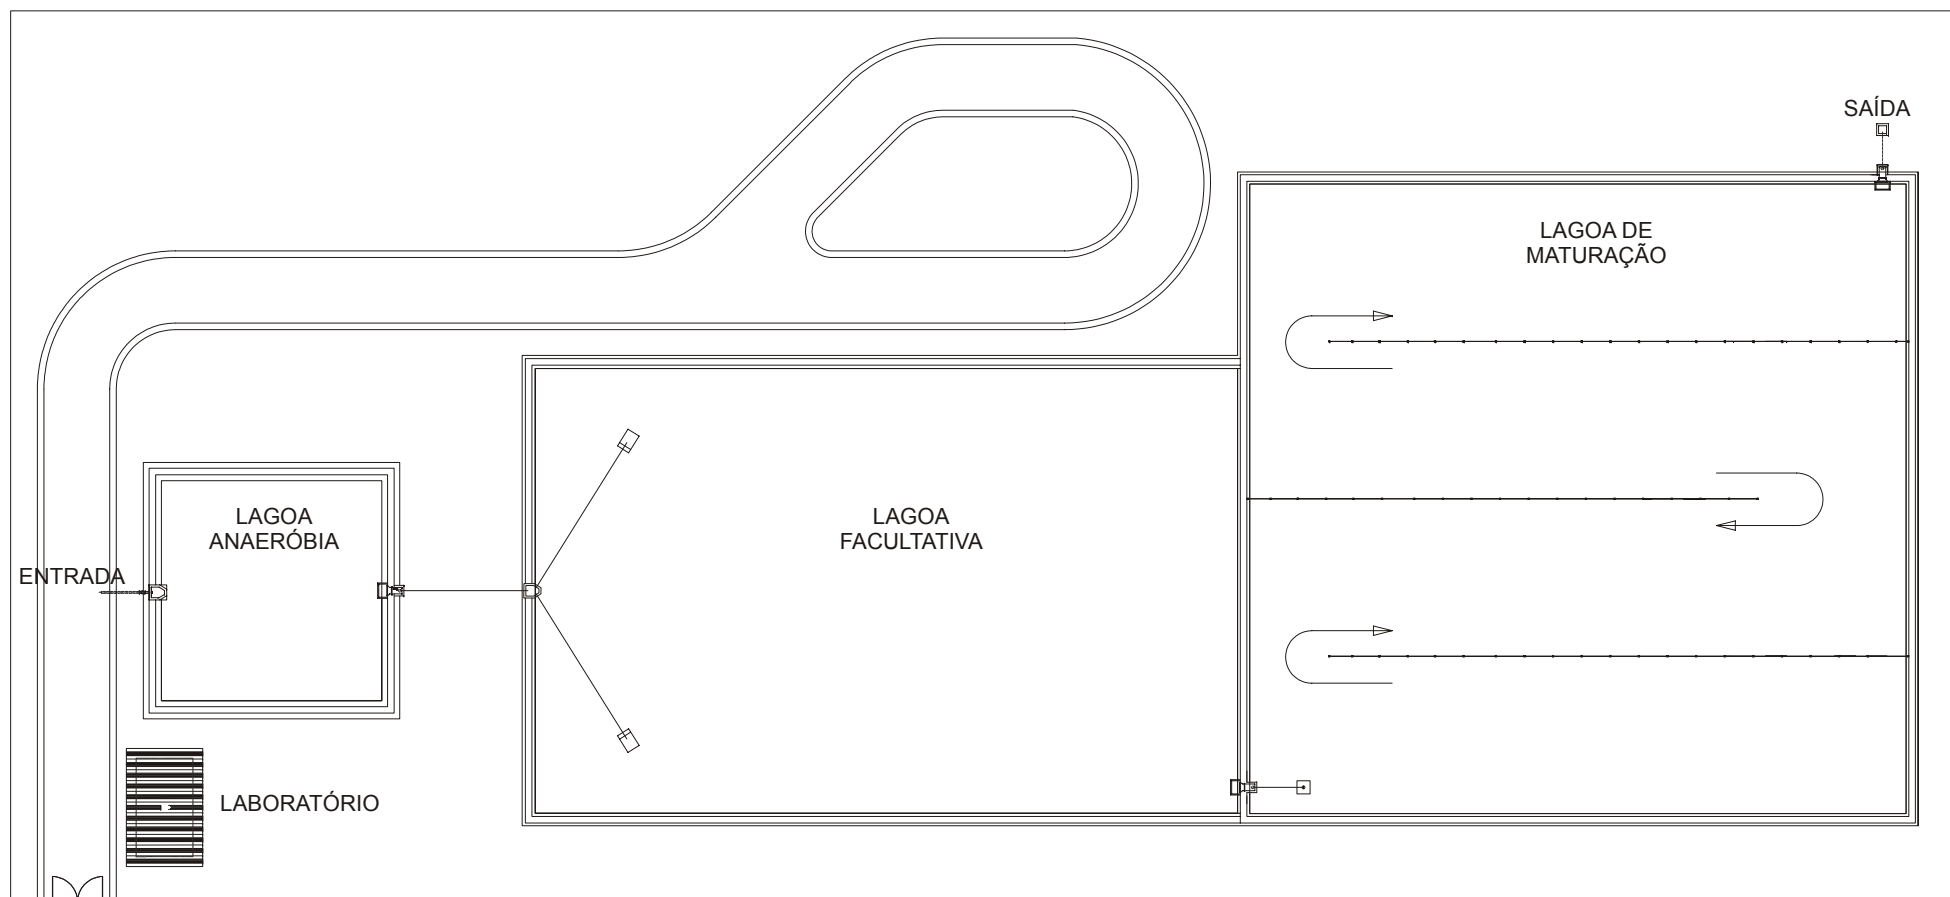 SAÍDA
LAGOA DE
MATURAÇÃO
LAGOA
ANAERÓBIA
LAGOA
FACULTATIVA
ENTRADA
LABORATÓRIO